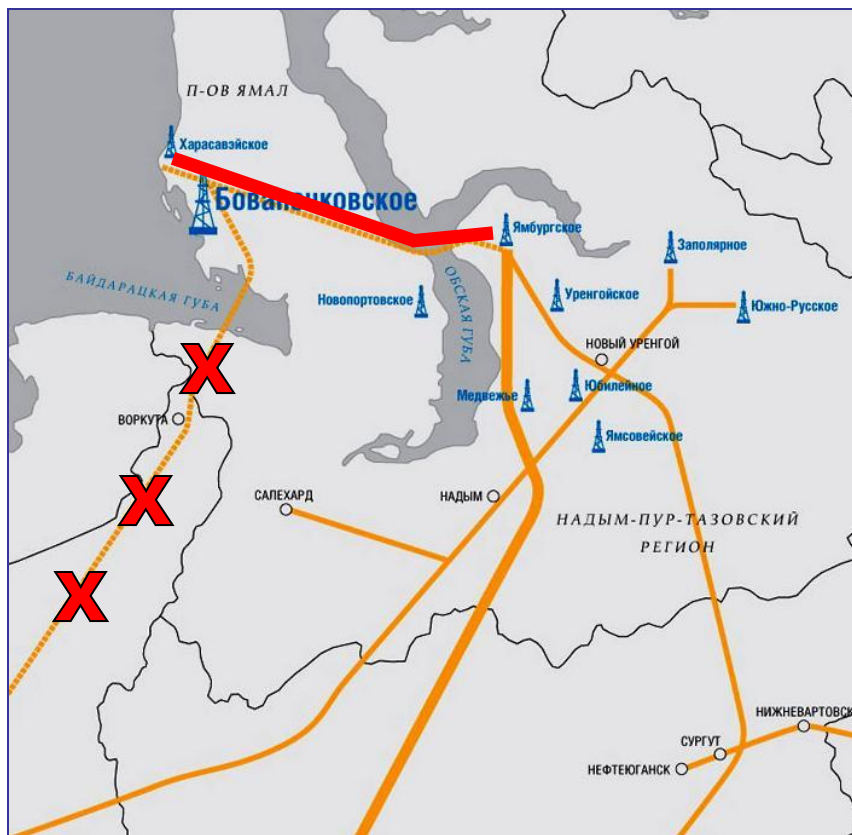 П-ОВ ЯМАЛ
Харасавэйское
Бованенковское
Ямбургское
Заполярное
БАЙДАРАЦКАЯ ГУБА
ОБСКАЯ ГУБА
Новопортовское
Уренгойское
Южно-Русское
НОВЫЙ УРЕНГОЙ
Юбилейное
Медвежье
ВОРКУТА
Ямсовейское
САЛЕХАРД
НАДЫМ
НАДЫМ-ПУР-ТАЗОВСКИЙ
РЕГИОН
НИЖНЕВАРТОВСК
СУРГУТ
НЕФТЕЮГАНСК
X
X
X